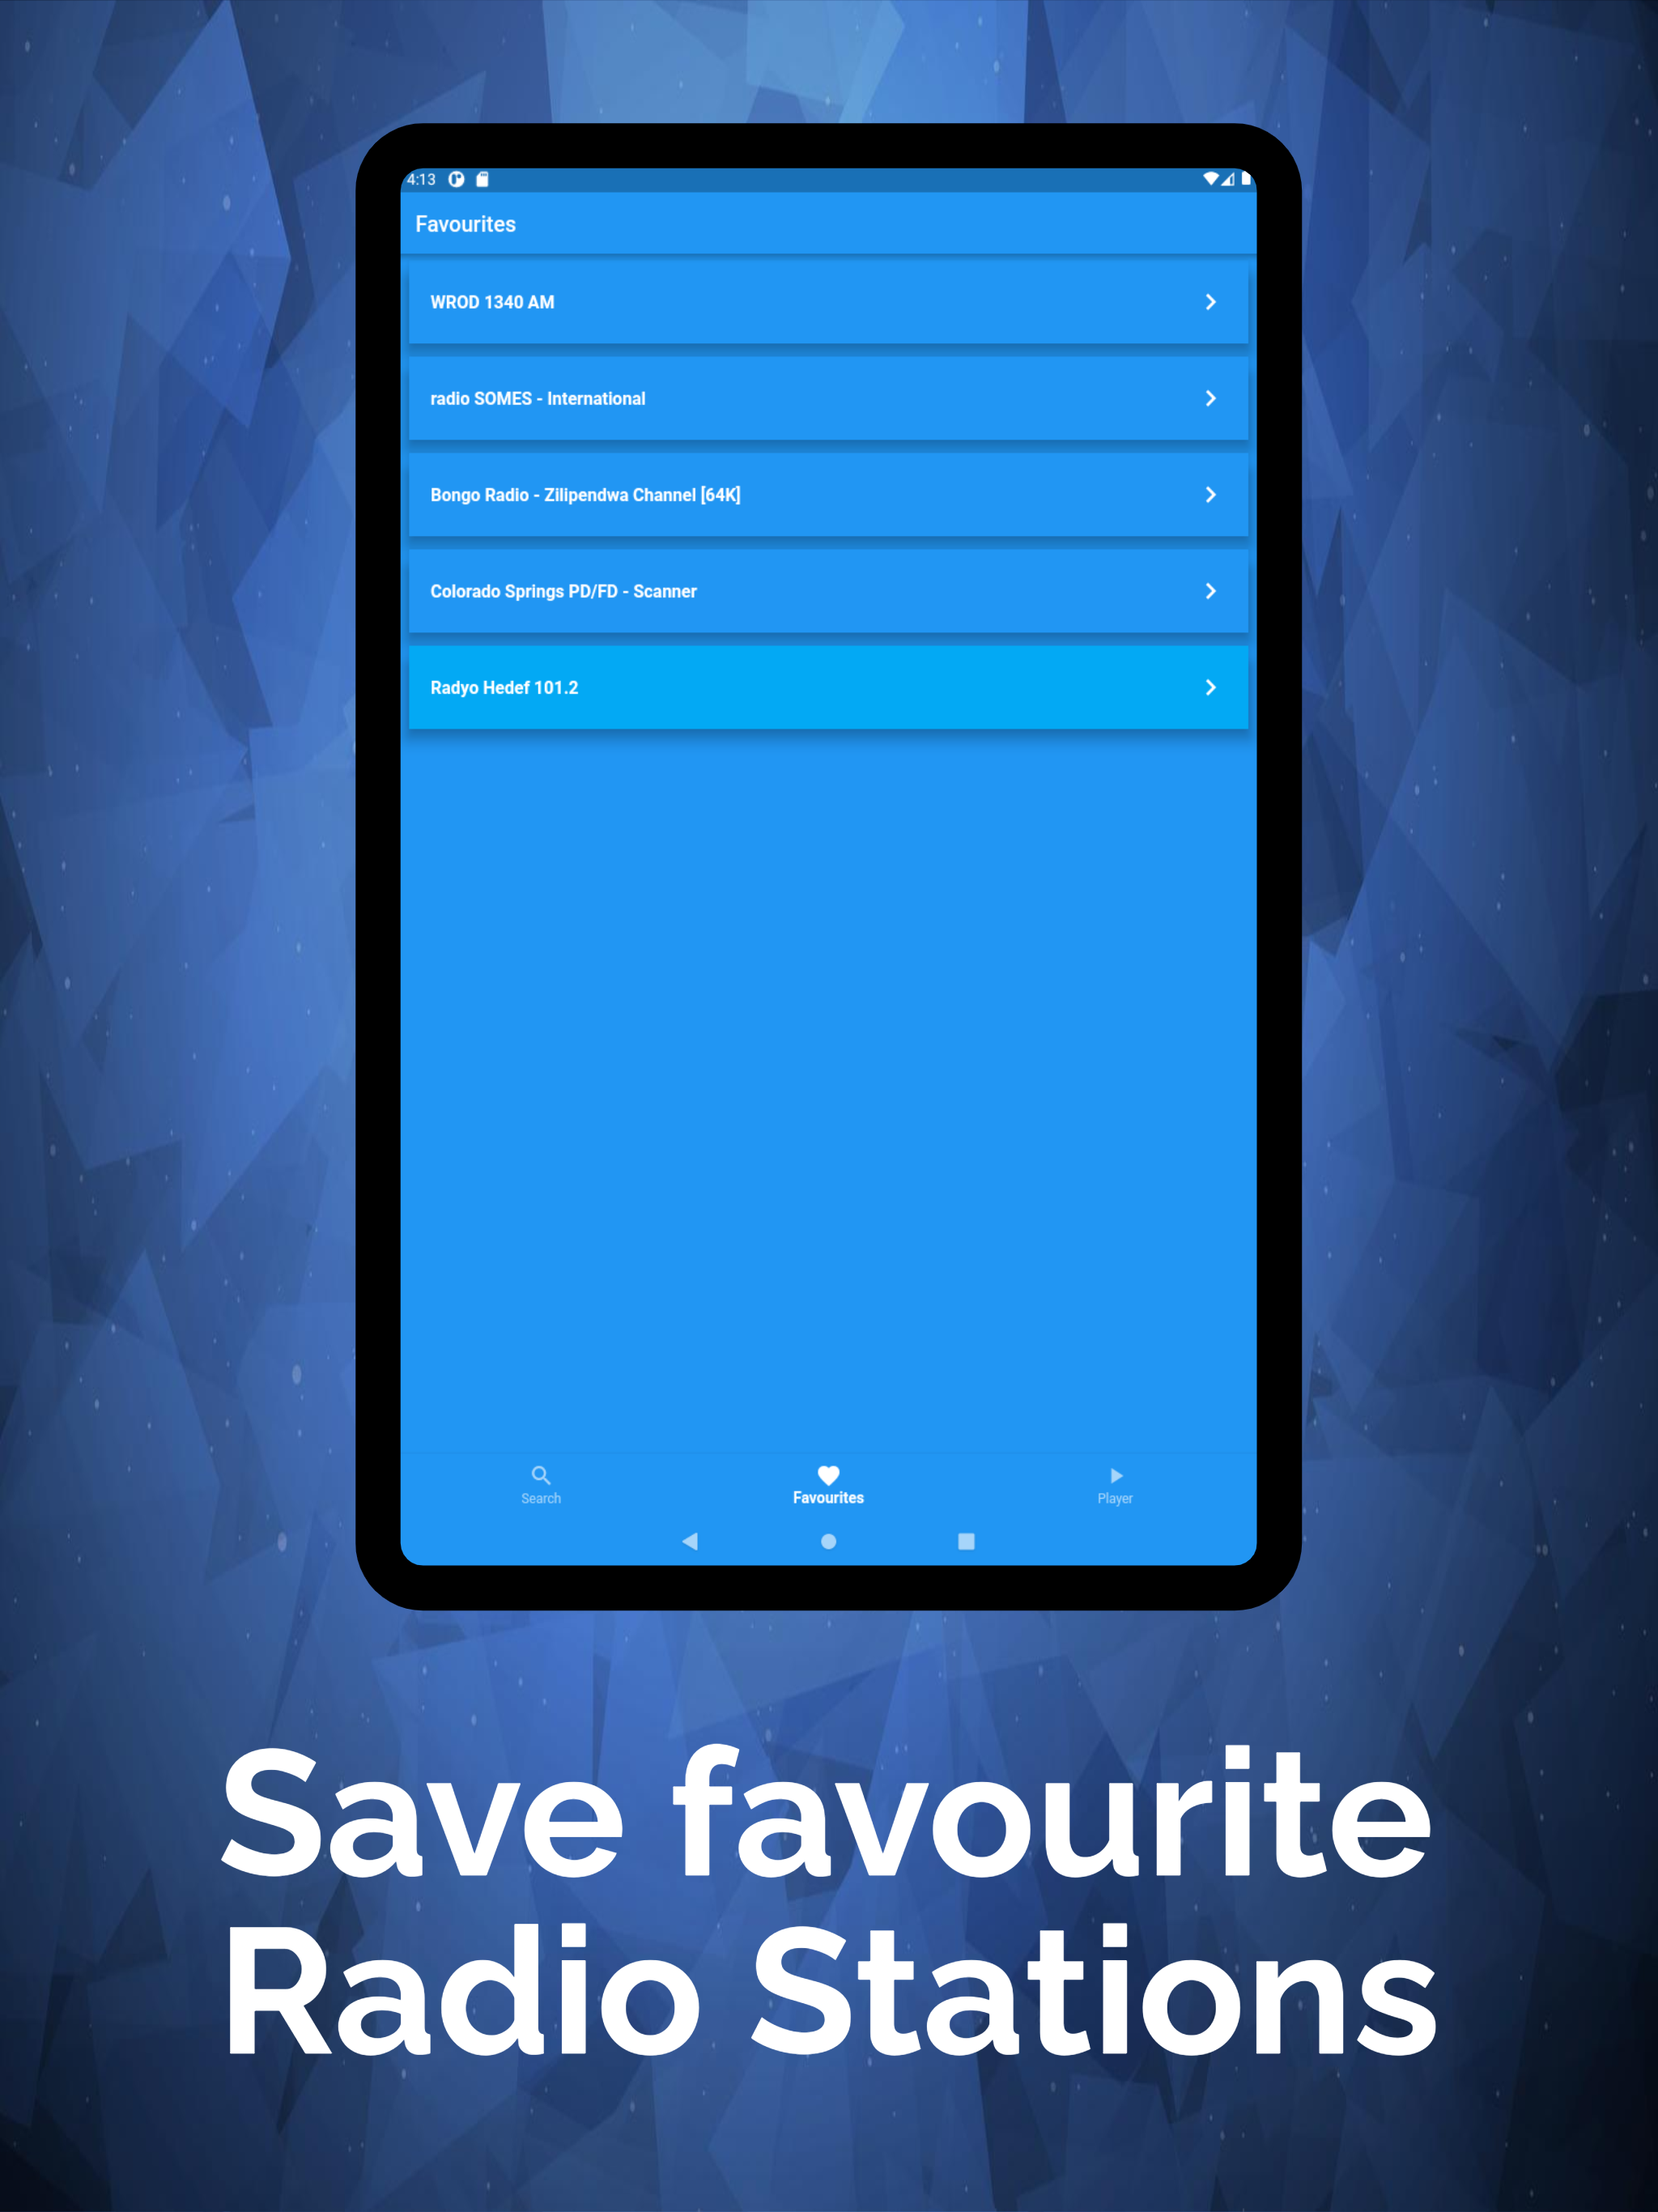 4:13
Favourites
WROD 1340 AM
radio SOMES - International
Bongo Radio - Zilipendwa Channel [64K]
Colorado Springs PD/FD - Scanner
Radyo Hedef 101.2
Search
Favourites
Player
Save favourite
Radio Stations